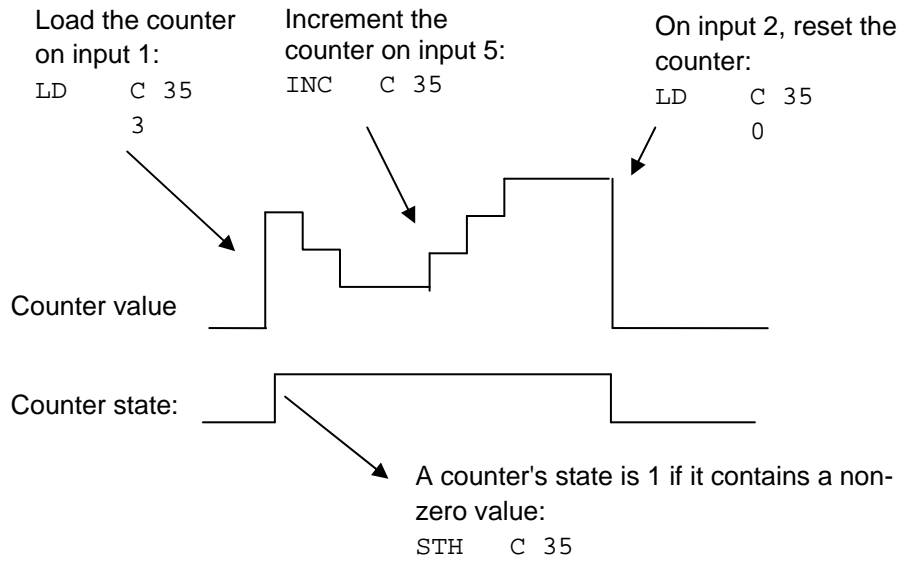 Load the counter
on input 1:
LD C 35
3
Increment the
counter on input 5:
INC C 35
On input 2, reset the
counter:
LD C 35
0
Counter value
Counter state:
A counter's state is 1 if it contains a non-
zero value:
STH C 35